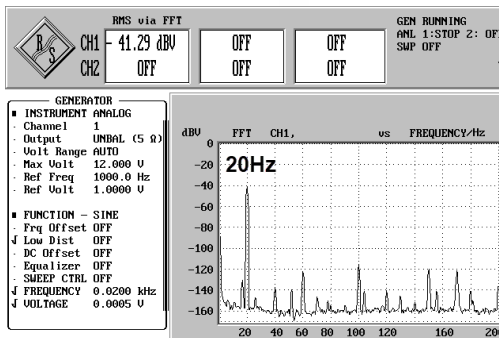 RMS via FFT
R S
CH1 - 41.29 dBV OFF OFF
CH2 OFF OFF OFF
GEN RUNNING
ANL 1:STOP 2: OF
SWP OFF
GENERATOR
INSTRUMENT ANALOG
Channel 1
Output UNBAL (5 Ω)
Volt Range AUTO
Max Volt 12.000 V
Ref Freq 1000.0 Hz
Ref Volt 1.0000 V
FUNCTION - SINE
Frq Offset OFF
Low Dist OFF
DC Offset OFF
Equalizer OFF
SWEEP CTRL OFF
FREQUENCY 0.0200 kHz
VOLTAGE 0.0005 V
dBV FFT CH1, vs FREQUENCY/Hz
0
-20
-40
-60
-80
-100
-120
-140
-160
20Hz
20 40 60 80 100 120 160 200